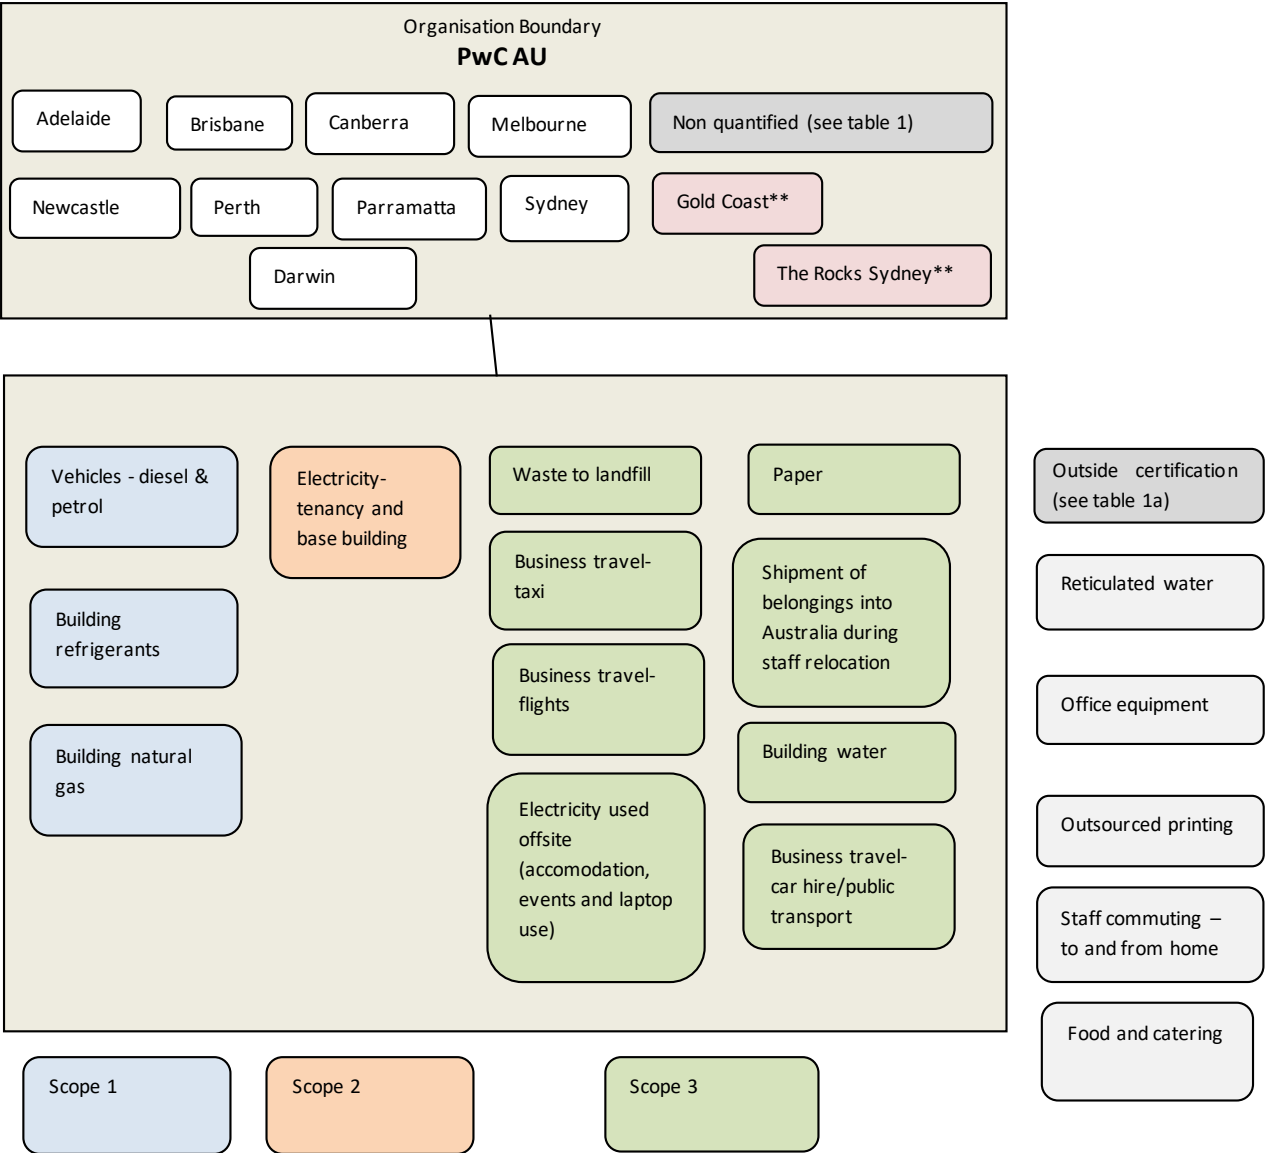 Organisation Boundary
PwC AU
Adelaide
Brisbane
Canberra
Melbourne
Non quantified (see table 1)
Newcastle
Perth
Parramatta
Sydney
Gold Coast**
Darwin
The Rocks Sydney**
Vehicles - diesel &
petrol
Building
refrigerants
Building natural
gas
Electricity-
tenancy and
base building
Waste to landfill
Business travel-
taxi
Business travel-
flights
Electricity used
offsite
(accomodation,
events and laptop
use)
Paper
Shipment of
belongings into
Australia during
staff relocation
Building water
Business travel-
car hire/public
transport
Outside certification
(see table 1a)
Reticulated water
Office equipment
Outsourced printing
Staff commuting –
to and from home
Food and catering
Scope 1
Scope 2
Scope 3